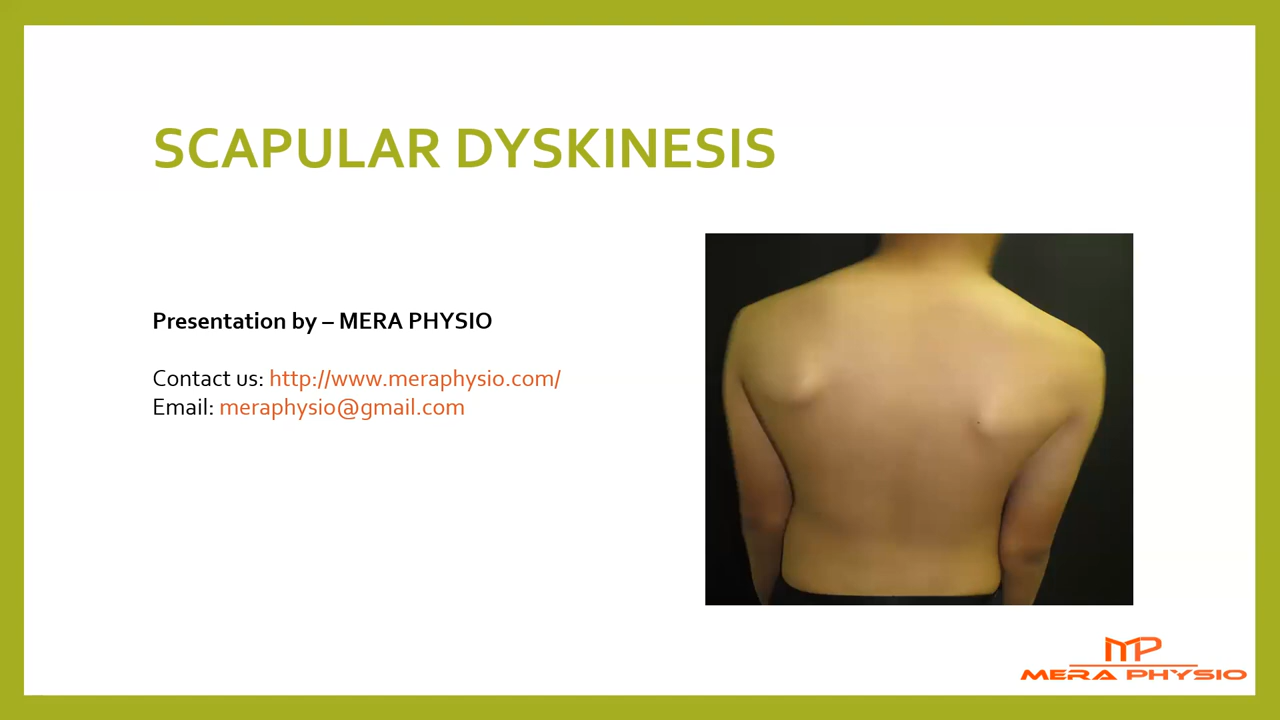 SCAPULAR DYSKINESIS
Presentation by – MERA PHYSIO
Contact us: http://www.meraphysio.com/
Email: meraphysio@gmail.com
MP
MERA PHYSIO